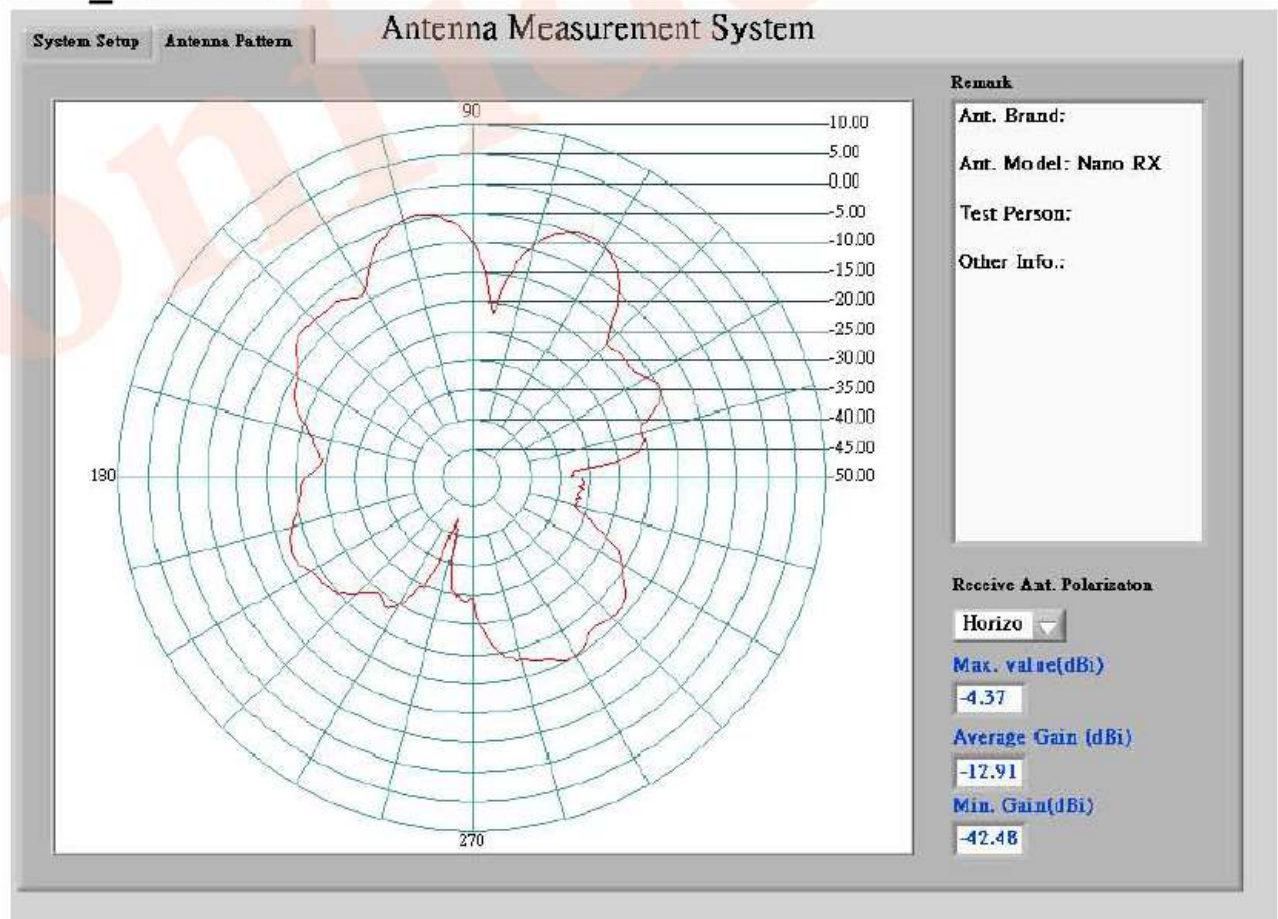 Antenna Measurement System
System Setup
Antenna Pattern
90
10.00
5.00
0.00
-5.00
-10.00
-15.00
-20.00
-25.00
-30.00
-35.00
-40.00
-45.00
-50.00
180
270
Remark
Ant. Brand:
Ant. Model: Nano RX
Test Person:
Other Info.:
Receive Ant. Polarizaton
Horizo
Max. value(dBi)
-4.37
Average Gain (dBi)
-12.91
Min. Gain(dBi)
-42.48